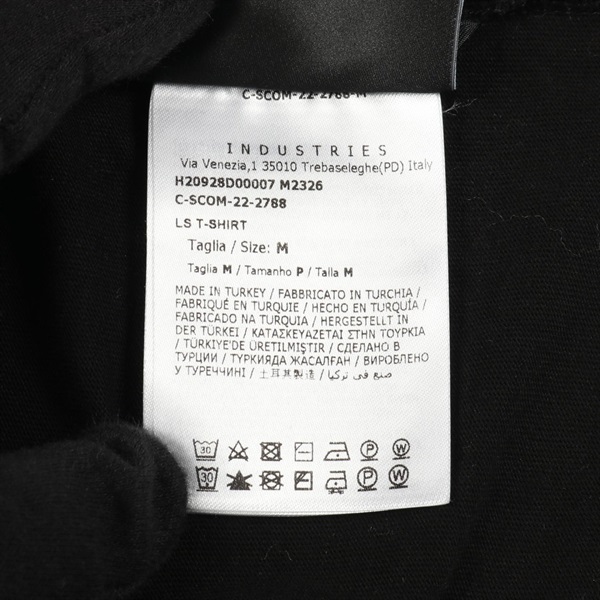 C-SCOM-22-2788-M
INDUSTRIES
Via Venezia,1 35010 Trebaseleghe(PD) Italy
H20928D00007 M2326
C-SCOM-22-2788
LS T-SHIRT
Taglia / Size: M
Taglia M / Tamanho P / Talla M
MADE IN TURKEY / FABBRICATO IN TURCHIA /
FABRIQUÉ EN TURQUIE / HECHO EN TURQUÍA /
FABRICADO NA TURQUIA / HERGESTELLT IN
DER TÜRKEI / ΚΑΤΑΣΚΕΥΑΖΕΤΑΙ ΣΤΗΝ ΤΟΥΡΚΙΑ
/ TÜRKIYE'DE ÜRETILMIŞTIR / СДЕЛАНО В
ТУРЦИИ / ТУРКИЯДА ЖАСАЛҒАН / ВИРОБЛЕНО
У ТУРЕЧЧИНІ / 土耳其製造 / صنع في تركيا
30 P W
30 P W